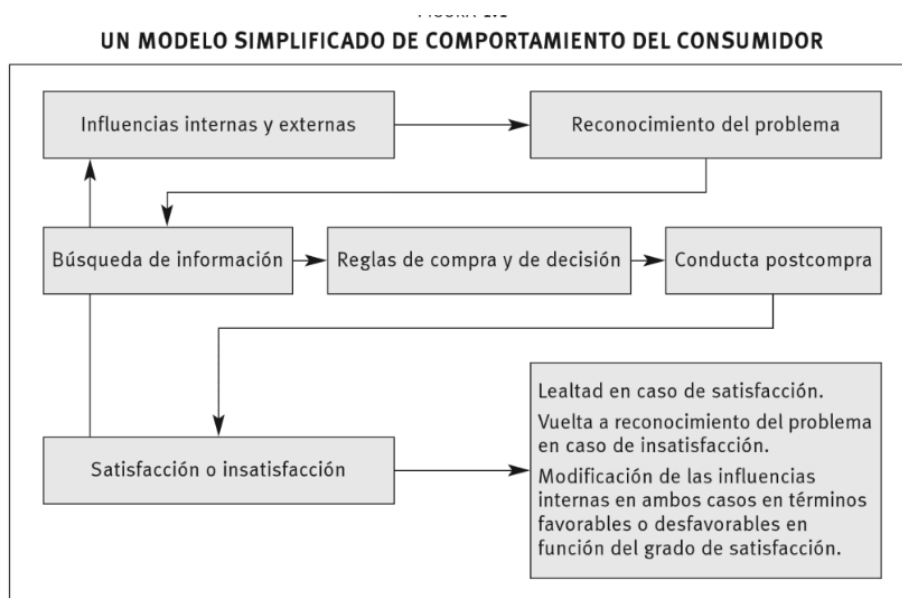 UN MODELO SIMPLIFICADO DE COMPORTAMIENTO DEL CONSUMIDOR
Influencias internas y externas
Reconocimiento del problema
Búsqueda de información
Reglas de compra y de decisión
Conducta postcompra
Satisfacción o insatisfacción
Lealtad en caso de satisfacción.
Vuelta a reconocimiento del problema
en caso de insatisfacción.
Modificación de las influencias
internas en ambos casos en términos
favorables o desfavorables en
función del grado de satisfacción.